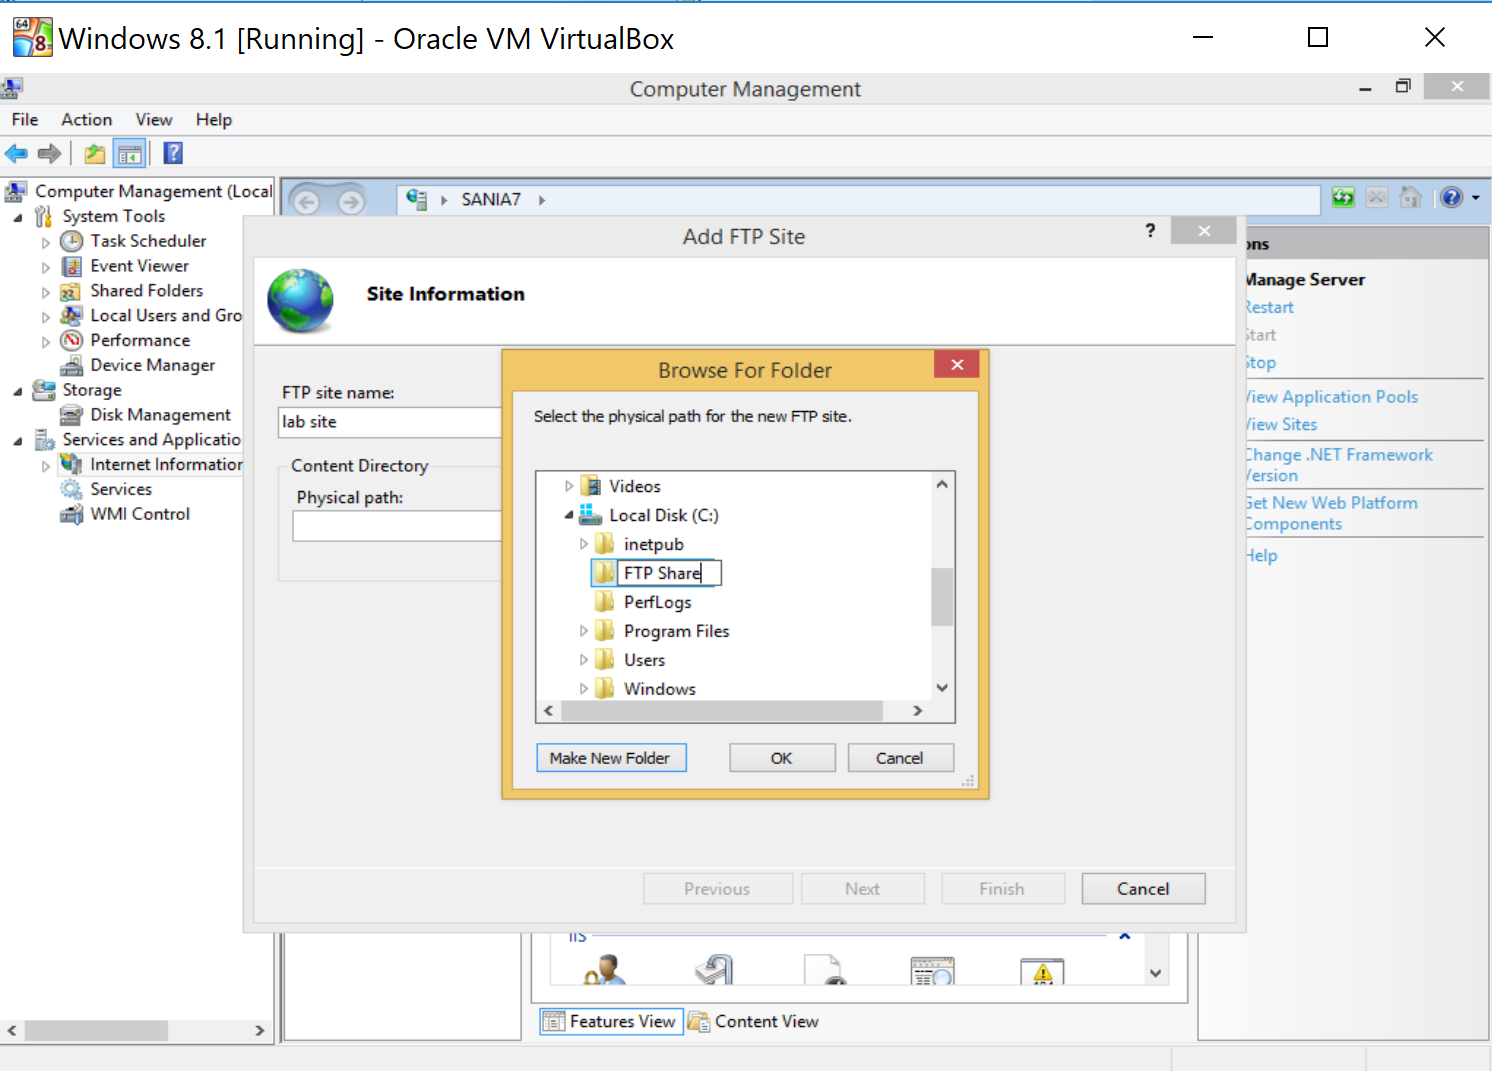 64
8
Windows 8.1 [Running] - Oracle VM VirtualBox
Computer Management
File Action View Help
?
Computer Management (Local
System Tools
Task Scheduler
Event Viewer
Shared Folders
Local Users and Gro
Performance
Device Manager
Storage
Disk Management
Services and Applicatio
Internet Information
Services
WMI Control
SANIA7
?
Add FTP Site
?
Site Information
FTP site name:
lab site
Content Directory
Physical path:
Browse For Folder
Select the physical path for the new FTP site.
Videos
Local Disk (C:)
inetpub
FTP Share
PerfLogs
Program Files
Users
Windows
Make New Folder OK Cancel
Previous Next Finish Cancel
ons
Manage Server
Restart
Start
Stop
View Application Pools
View Sites
Change .NET Framework
Version
Get New Web Platform
Components
Help
IIS
Features View Content View